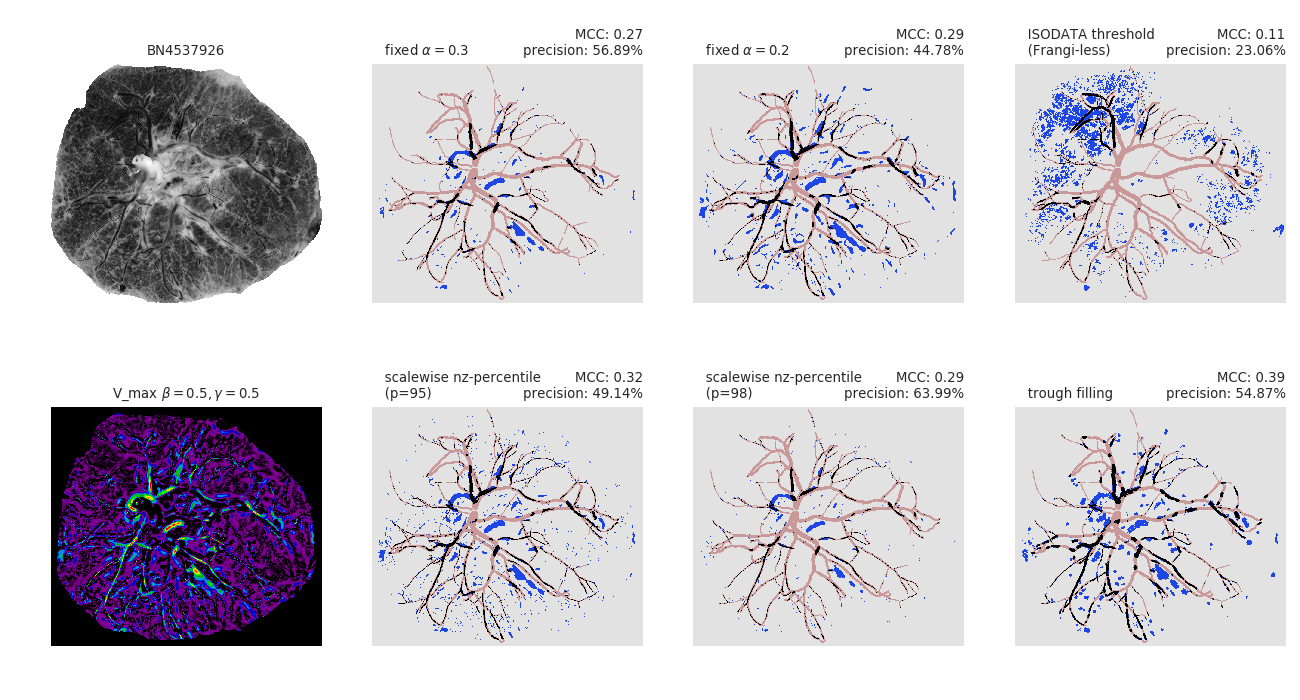 BN4537926
fixed α = 0.3
MCC: 0.27
precision: 56.89%
fixed α = 0.2
MCC: 0.29
precision: 44.78%
ISODATA threshold
(Frangi-less)
MCC: 0.11
precision: 23.06%
V_max β = 0.5, γ = 0.5
scalewise nz-percentile
(p=95)
MCC: 0.32
precision: 49.14%
scalewise nz-percentile
(p=98)
MCC: 0.29
precision: 63.99%
trough filling
MCC: 0.39
precision: 54.87%